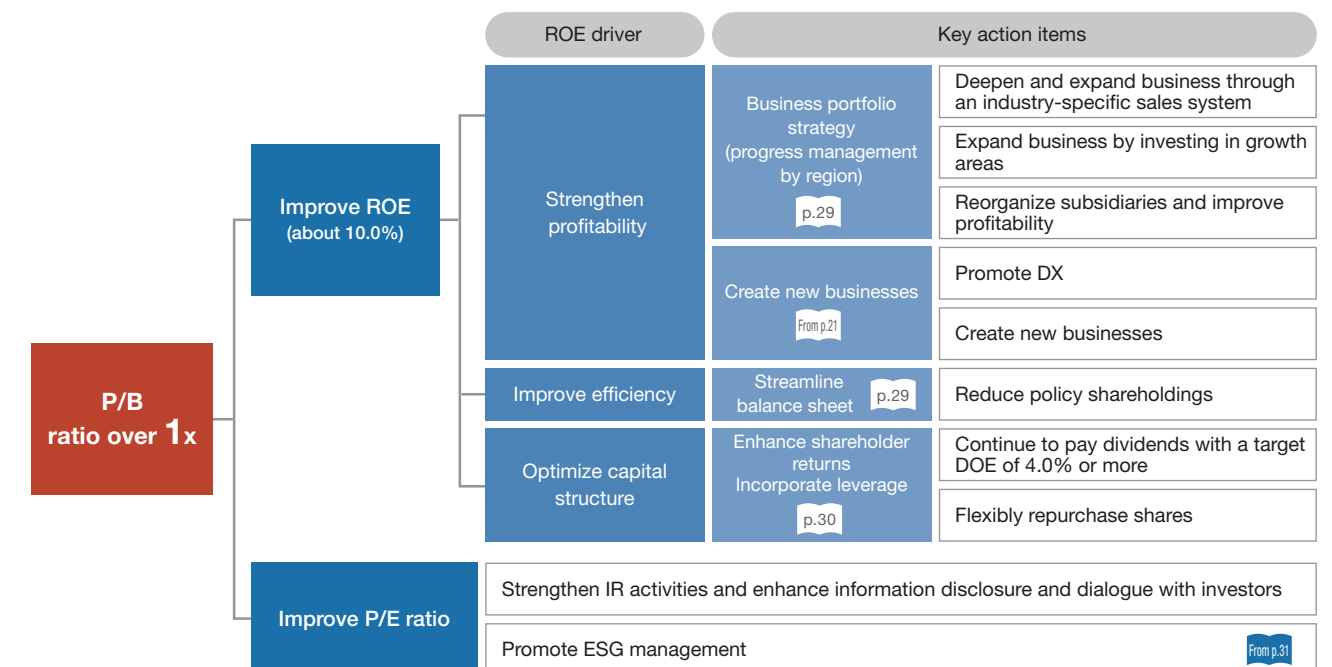 ROE driver
Key action items
P/B
ratio over 1x
Improve ROE
(about 10.0%)
Strengthen
profitability
Business portfolio
strategy
(progress management
by region)
p.29
Deepen and expand business through
an industry-specific sales system
Expand business by investing in growth
areas
Reorganize subsidiaries and improve
profitability
Create new businesses
From p.21
Promote DX
Create new businesses
Improve efficiency
Streamline
balance sheet
p.29
Reduce policy shareholdings
Optimize capital
structure
Enhance shareholder
returns
Incorporate leverage
p.30
Continue to pay dividends with a target
DOE of 4.0% or more
Flexibly repurchase shares
Improve P/E ratio
Strengthen IR activities and enhance information disclosure and dialogue with investors
Promote ESG management
From p.31